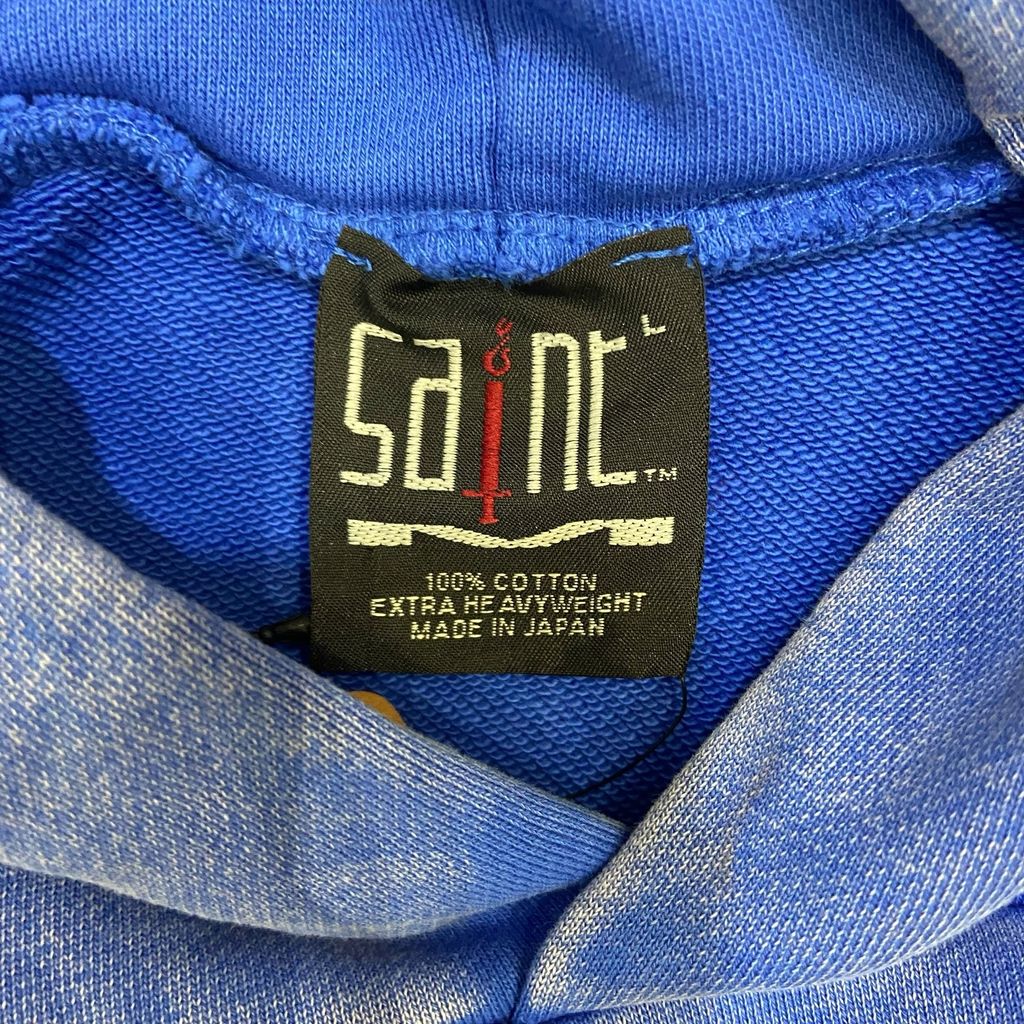 saint L
TM
100% COTTON
EXTRA HEAVYWEIGHT
MADE IN JAPAN